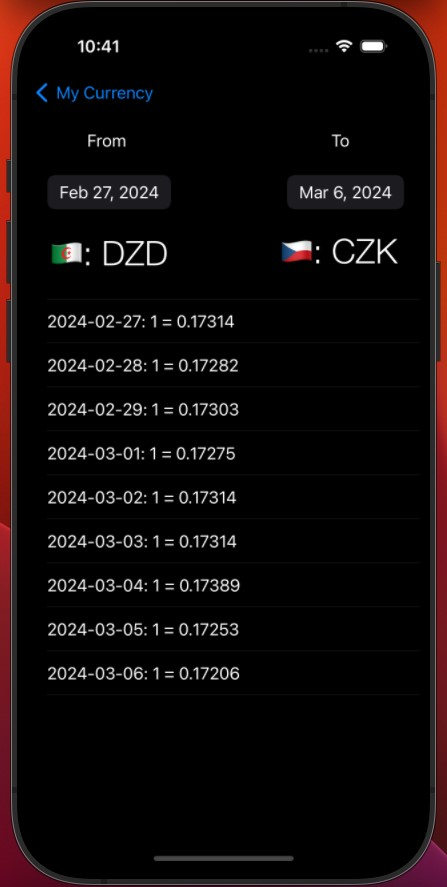 10:41
My Currency
From To
Feb 27, 2024 Mar 6, 2024
: DZD : CZK
2024-02-27: 1 = 0.17314
2024-02-28: 1 = 0.17282
2024-02-29: 1 = 0.17303
2024-03-01: 1 = 0.17275
2024-03-02: 1 = 0.17314
2024-03-03: 1 = 0.17314
2024-03-04: 1 = 0.17389
2024-03-05: 1 = 0.17253
2024-03-06: 1 = 0.17206